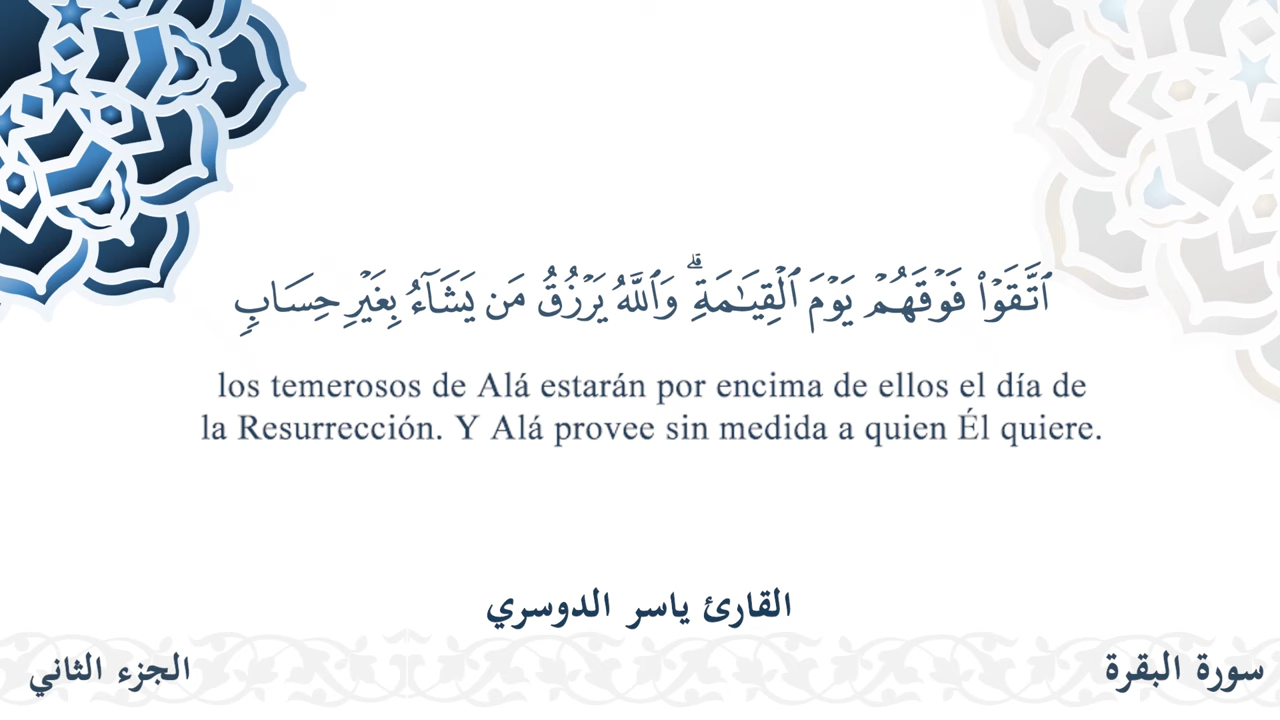 ٱتَّقَوْا۟ فَوْقَهُمْ يَوْمَ ٱلْقِيَـٰمَةِ ۗ وَٱللَّهُ يَرْزُقُ مَن يَشَآءُ بِغَيْرِ حِسَابٍ
los temerosos de Alá estarán por encima de ellos el día de
la Resurrección. Y Alá provee sin medida a quien Él quiere.
القارئ ياسر الدوسري
سورة البقرة
الجزء الثاني